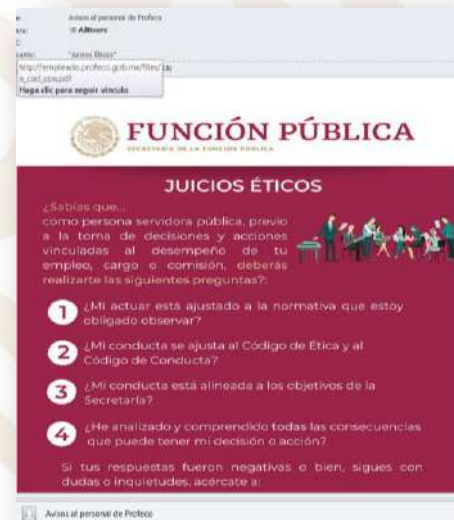 Avisos al personal de Profeco
AllUsers
"Juicios Éticos"
Haga clic para seguir vínculo
FUNCIÓN PÚBLICA
SECRETARÍA DE LA FUNCIÓN PÚBLICA
JUICIOS ÉTICOS
¿Sabías que...
como persona servidora pública, previo
a la toma de decisiones y acciones
vinculadas al desempeño de tu
empleo, cargo o comisión, deberás
realizarte las siguientes preguntas?:
1 ¿Mi actuar está ajustado a la normativa que estoy
obligado observar?
2 ¿Mi conducta se ajusta al Código de Ética y al
Código de Conducta?
3 ¿Mi conducta está alineada a los objetivos de la
Secretaría?
4 ¿He analizado y comprendido todas las consecuencias
que puede tener mi decisión o acción?
Si tus respuestas fueron negativas o bien, sigues con
dudas o inquietudes, acércate a:
Avisos al personal de Profeco